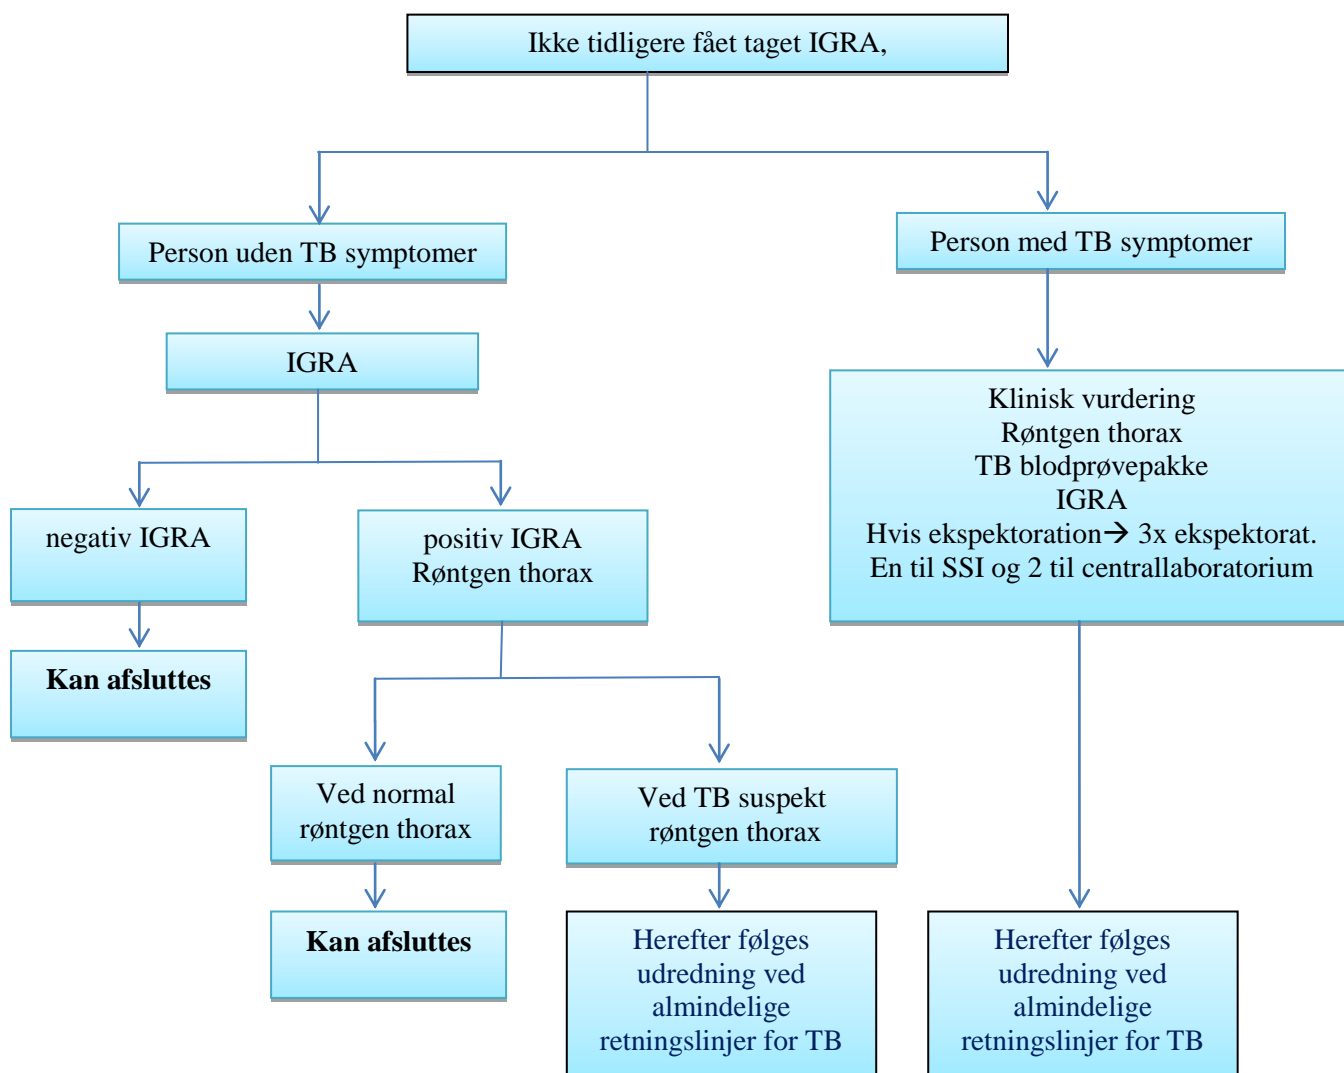 Ikke tidligere fået taget IGRA,
Person uden TB symptomer
Person med TB symptomer
IGRA
Klinisk vurdering
Røntgen thorax
TB blodprøvepakke
IGRA
Hvis ekspektoration→ 3x ekspektorat.
En til SSI og 2 til centrallaboratorium
negativ IGRA
positiv IGRA
Røntgen thorax
Kan afsluttes
Ved normal
røntgen thorax
Ved TB suspekt
røntgen thorax
Kan afsluttes
Herefter følges
udredning ved
almindelige
retningslinjer for TB
Herefter følges
udredning ved
almindelige
retningslinjer for TB